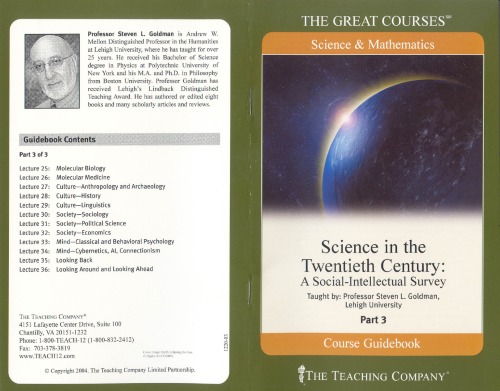 Professor Steven L. Goldman is Andrew W.
Mellon Distinguished Professor in the Humanities
at Lehigh University, where he has taught for over
25 years. He received his Bachelor of Science
degree in Physics at Polytechnic University of
New York and his M.A. and Ph.D. in Philosophy
from Boston University. Professor Goldman has
received Lehigh's Lindback Distinguished
Teaching Award. He has authored or edited eight
books and many scholarly articles and reviews.
Guidebook Contents
Part 3 of 3
Lecture 25: Molecular Biology
Lecture 26: Molecular Medicine
Lecture 27: Culture—Anthropology and Archaeology
Lecture 28: Culture—History
Lecture 29: Culture—Linguistics
Lecture 30: Society—Sociology
Lecture 31: Society—Political Science
Lecture 32: Society—Economics
Lecture 33: Mind—Classical and Behavioral Psychology
Lecture 34: Mind—Cybernetics, AI, Connectionism
Lecture 35: Looking Back
Lecture 36: Looking Around and Looking Ahead
THE TEACHING COMPANY®
4151 Lafayette Center Drive, Suite 100
Chantilly, VA 20151-1232
Phone: 1-800-TEACH-12 (1-800-832-2412)
Fax: 703-378-3819
www.TEACH12.com
© Copyright 2004. The Teaching Company Limited Partnership.
THE GREAT COURSES
Science & Mathematics
Science in the
Twentieth Century:
A Social-Intellectual Survey
Taught by: Professor Steven L. Goldman,
Lehigh University
Part 3
Course Guidebook
THE TEACHING COMPANY®